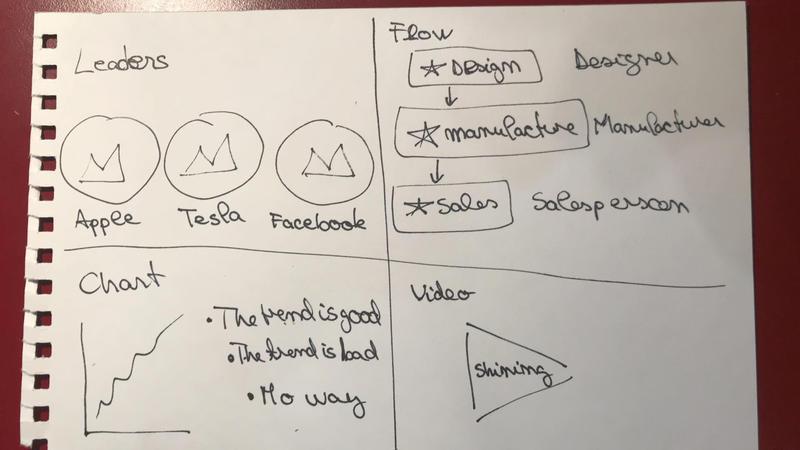 Leaders
Apple
Tesla
Facebook
Flow
Design
Designer
manufacture
Manufacturer
Sales
Salesperson
Chart
The trend is good
The trend is bad
No way
Video
Shining